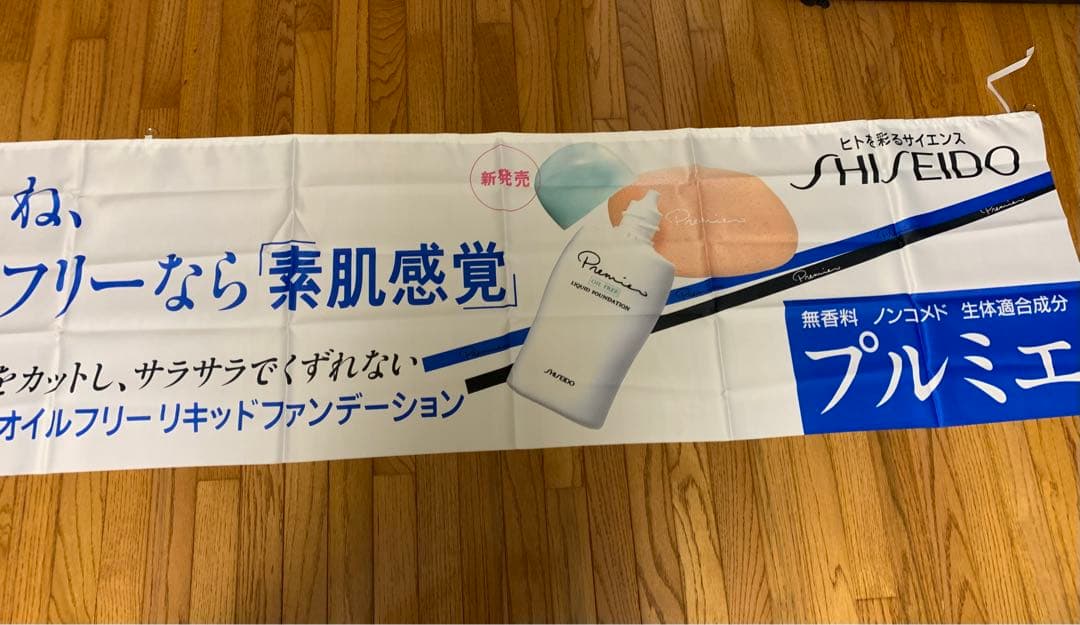 ね、
フリーなら「素肌感覚」
をカットし、サラサラでくずれない
オイルフリーリキッドファンデーション
新発売
Premier
Premier
OIL FREE
LIQUID FOUNDATION
SHISEIDO
ヒトを彩るサイエンス
SHISEIDO
Premier
Premier
無香料 ノンコメド 生体適合成分
プルミエ